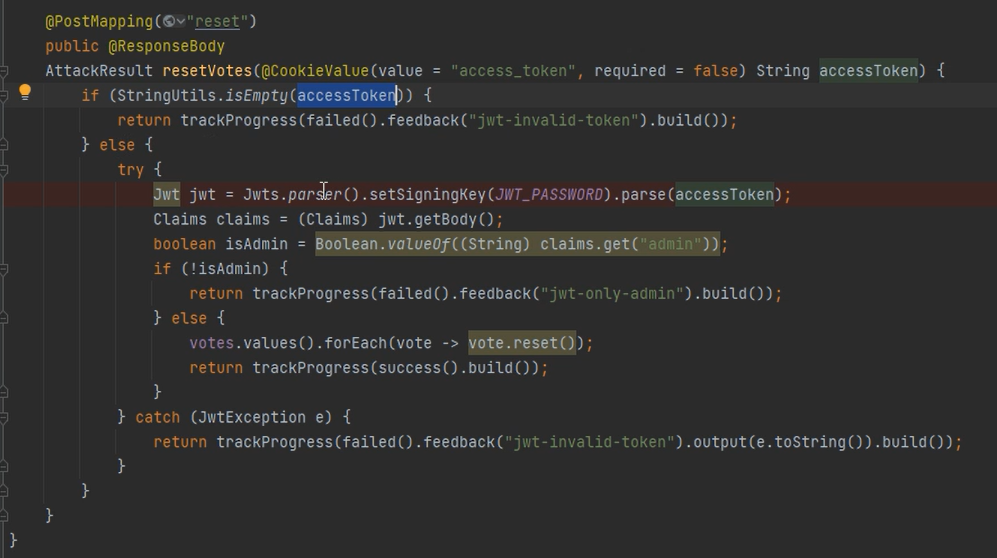 @PostMapping("reset")
public @ResponseBody
AttackResult resetVotes(@CookieValue(value = "access_token", required = false) String accessToken) {
if (StringUtils.isEmpty(accessToken)) {
return trackProgress(failed().feedback("jwt-invalid-token").build());
} else {
try {
Jwt jwt = Jwts.parser().setSigningKey(JWT_PASSWORD).parse(accessToken);
Claims claims = (Claims) jwt.getBody();
boolean isAdmin = Boolean.valueOf((String) claims.get("admin"));
if (!isAdmin) {
return trackProgress(failed().feedback("jwt-only-admin").build());
} else {
votes.values().forEach(vote -> vote.reset());
return trackProgress(success().build());
}
} catch (JwtException e) {
return trackProgress(failed().feedback("jwt-invalid-token").output(e.toString()).build());
}
}
}
}